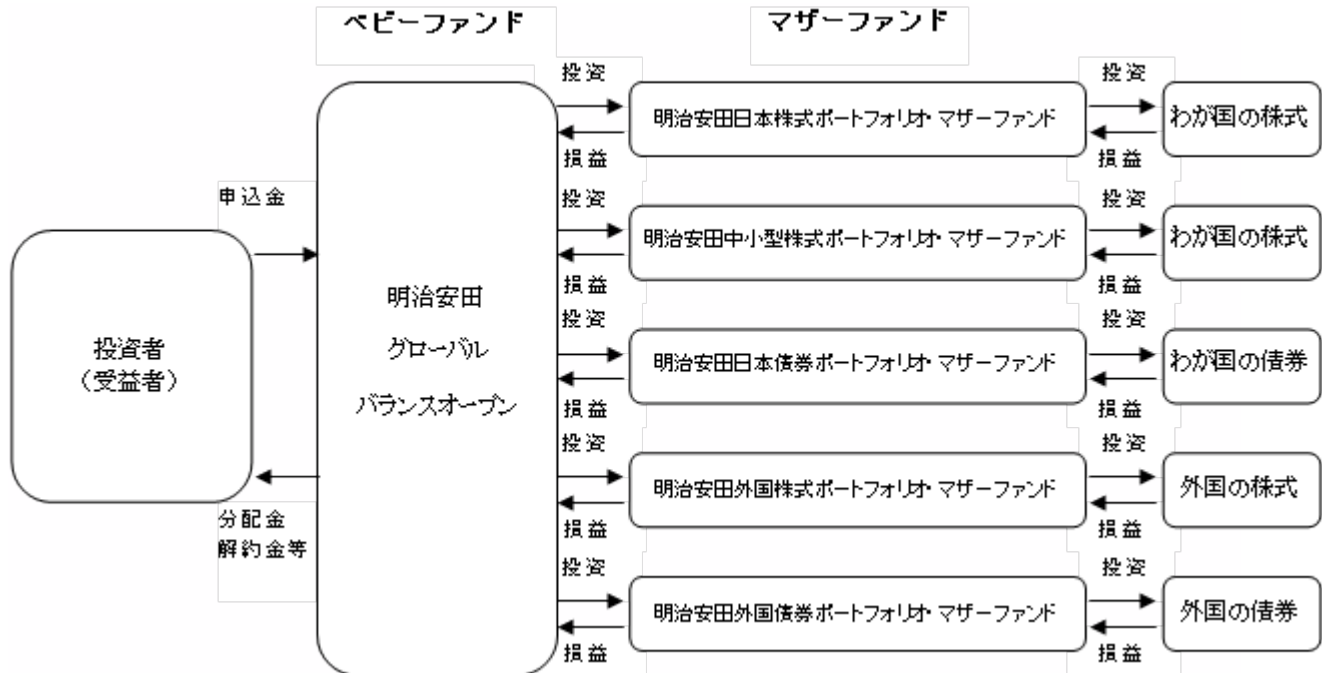 ベビーファンド
マザーファンド
投資
投資
明治安田日本株式ポートフォリオ・マザーファンド
わが国の株式
損益
損益
申込金
投資
投資
明治安田中小型株式ポートフォリオ・マザーファンド
わが国の株式
損益
損益
投資者
（受益者）
明治安田
グローバル
バランスオープン
投資
投資
明治安田日本債券ポートフォリオ・マザーファンド
わが国の債券
損益
損益
投資
投資
明治安田外国株式ポートフォリオ・マザーファンド
外国の株式
損益
損益
分配金
解約金等
投資
投資
明治安田外国債券ポートフォリオ・マザーファンド
外国の債券
損益
損益